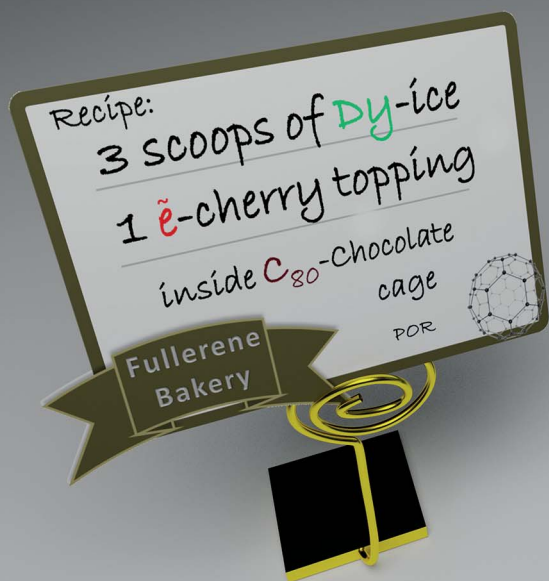 Recipe:
3 scoops of Dy-ice
1 ẽ-cherry topping
inside C₈₀-Chocolate
cage
POR
Fullerene
Bakery